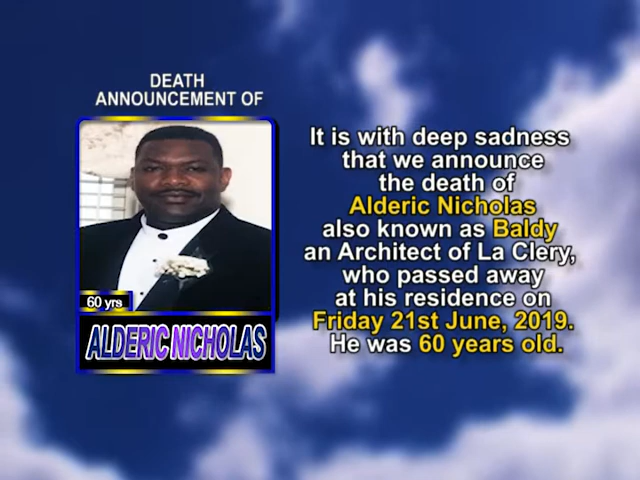 DEATH
ANNOUNCEMENT OF
60 yrs
ALDERIC NICHOLAS
It is with deep sadness
that we announce
the death of
Alderic Nicholas
also known as Baldy
an Architect of La Clery,
who passed away
at his residence on
Friday 21st June, 2019.
He was 60 years old.